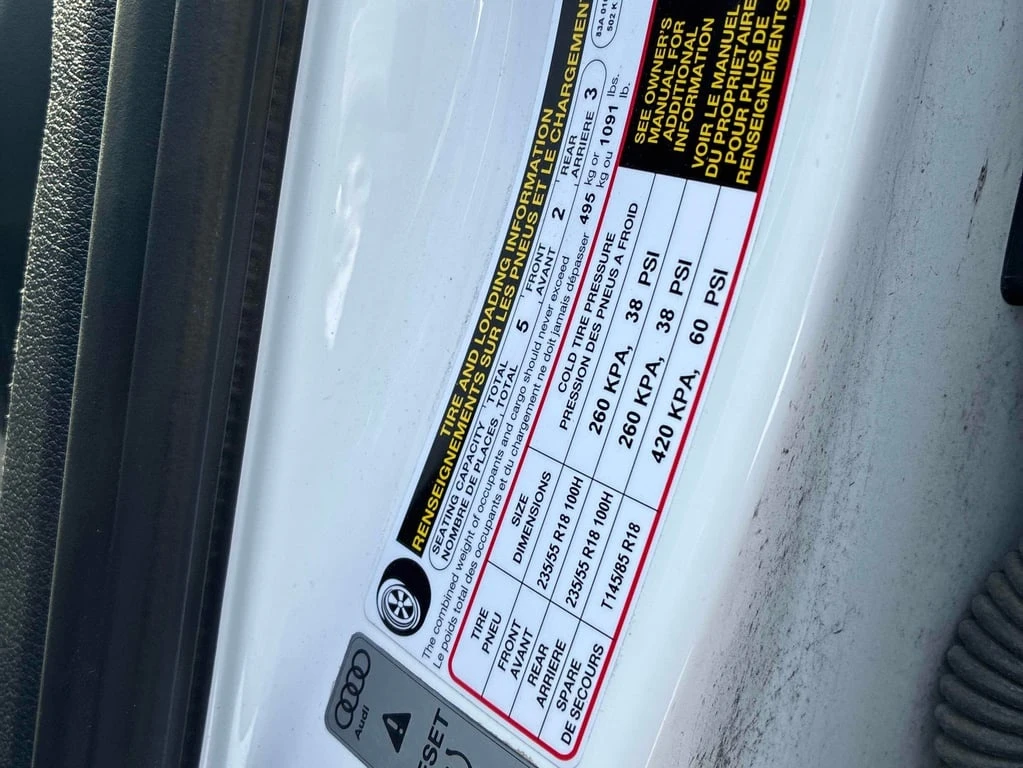 TIRE AND LOADING INFORMATION
RENSEIGNEMENTS SUR LES PNEUS ET LE CHARGEMENT
SEATING CAPACITY TOTAL 5 FRONT 2 REAR 3
NOMBRE DE PLACES TOTAL AVANT ARRIERE
The combined weight of occupants and cargo should never exceed 495 kg or 1091 lbs.
Le poids total des occupants et du chargement ne doit jamais dépasser kg ou lb.
TIRE SIZE COLD TIRE PRESSURE
PNEU DIMENSIONS PRESSION DES PNEUS A FROID
FRONT
AVANT 235/55 R18 100H 260 KPA, 38 PSI
REAR
ARRIERE 235/55 R18 100H 260 KPA, 38 PSI
SPARE
DE SECOURS T145/85 R18 420 KPA, 60 PSI
SEE OWNER'S
MANUAL FOR
ADDITIONAL
INFORMATION
VOIR LE MANUEL
DU PROPRIETAIRE
POUR PLUS DE
RENSEIGNEMENTS
83A
502
Audi